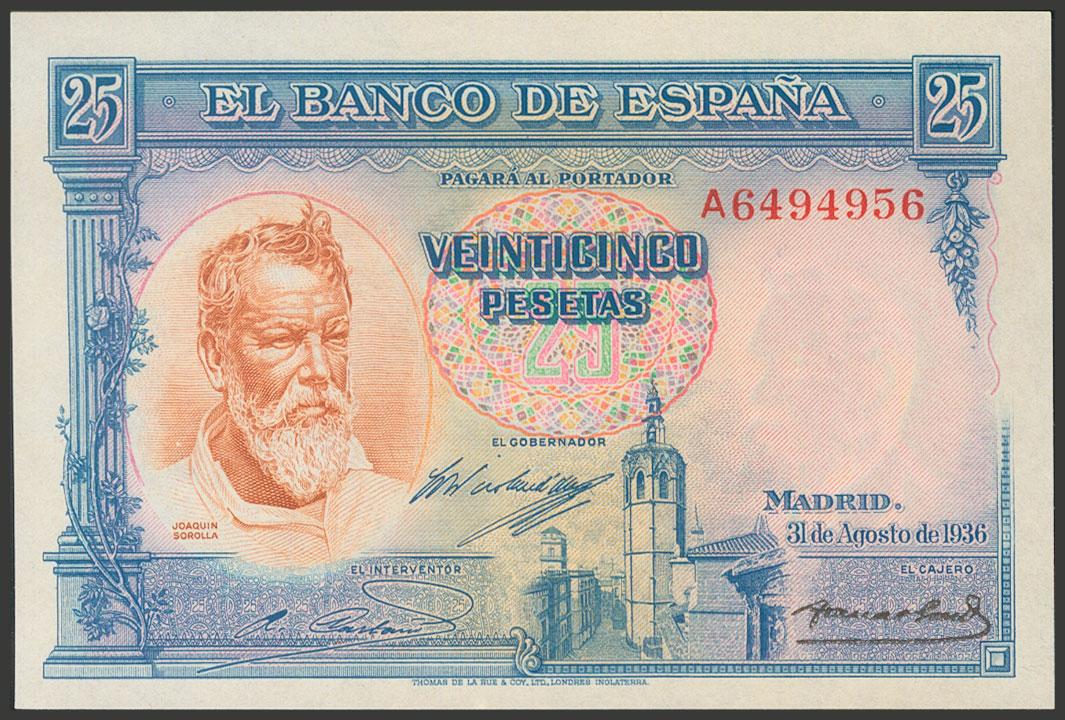 25 EL BANCO DE ESPAÑA 25
PAGARÁ AL PORTADOR
A6494956
VEINTICINCO
PESETAS
25
EL GOBERNADOR
JOAQUIN
SOROLLA
MADRID.
31 de Agosto de 1936
EL INTERVENTOR
EL CAJERO
THOMAS DE LA RUE & COY. LTD., LONDRES INGLATERRA.